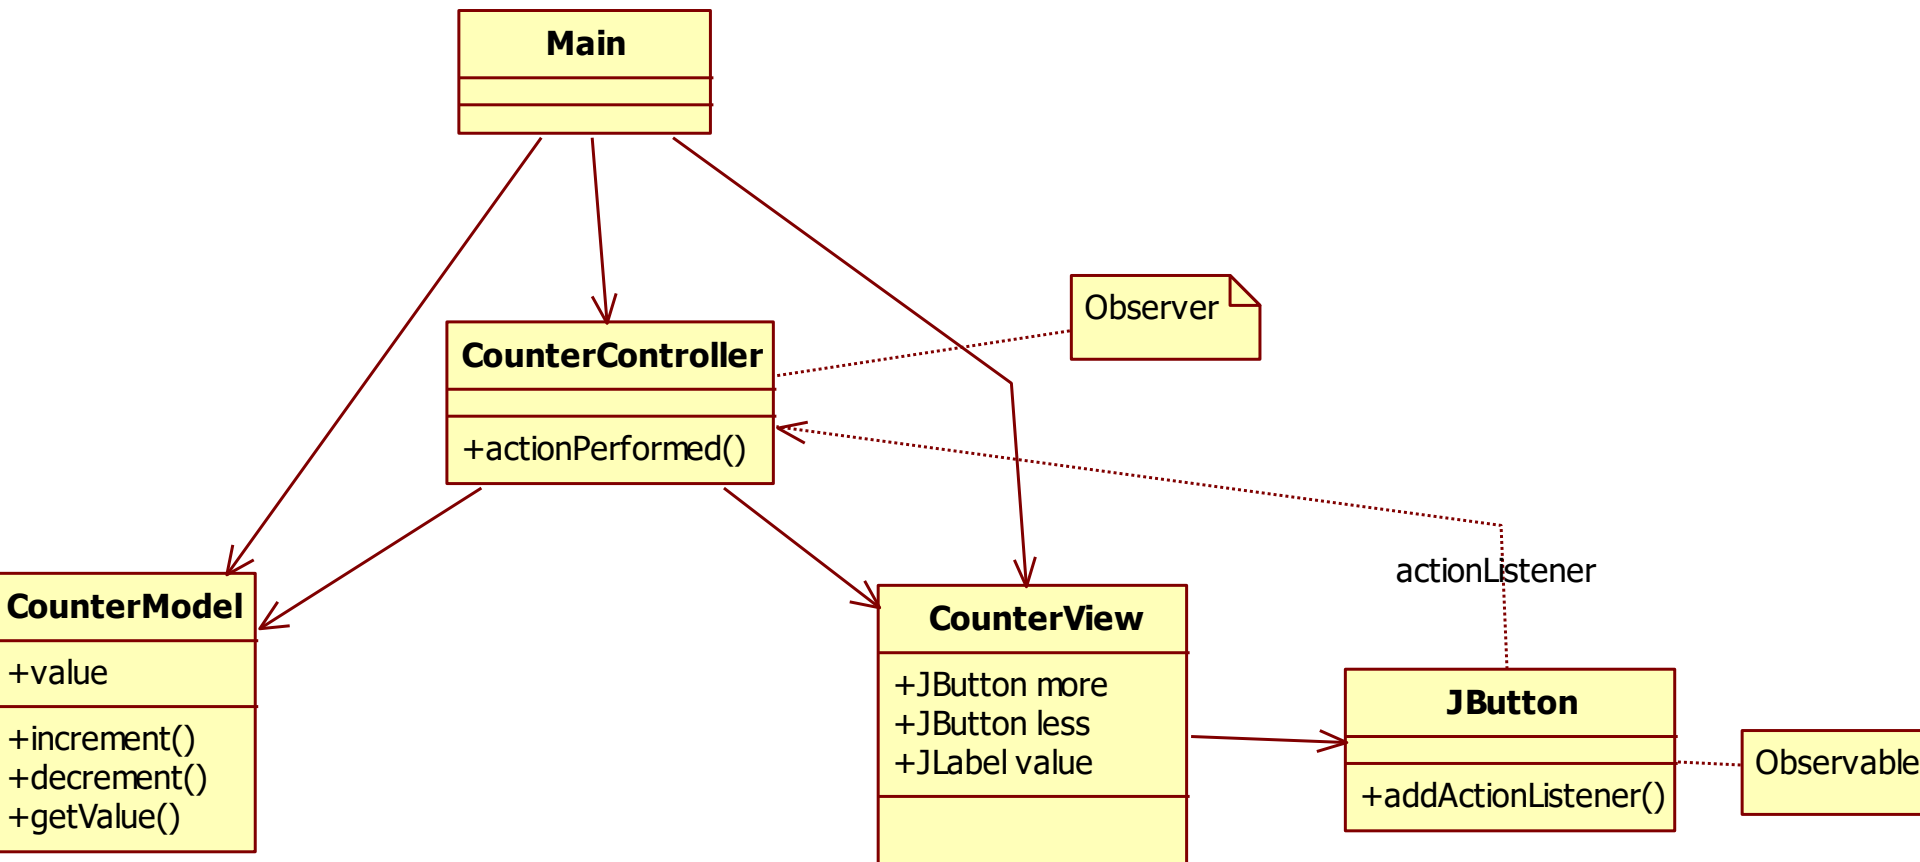 Main
Observer
CounterController
+actionPerformed()
actionListener
CounterModel
+value
+increment()
+decrement()
+getValue()
CounterView
+JButton more
+JButton less
+JLabel value
JButton
+addActionListener()
Observable